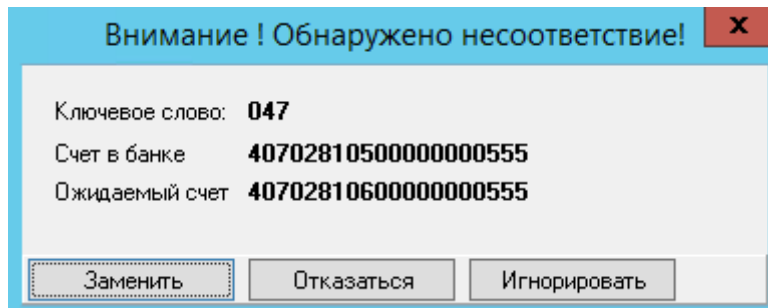 Внимание ! Обнаружено несоответствие!
x
Ключевое слово: 047
Счет в банке 40702810500000000555
Ожидаемый счет 40702810600000000555
Заменить Отказаться Игнорировать